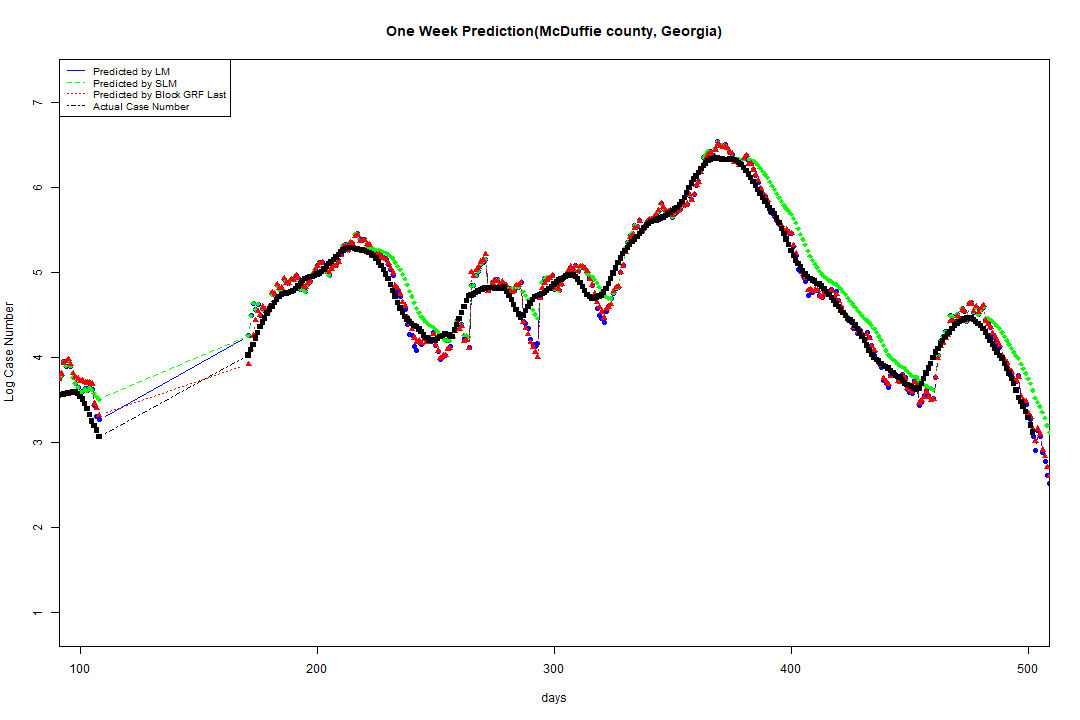 One Week Prediction(McDuffie county, Georgia)
Predicted by LM
Predicted by SLM
Predicted by Block GRF Last
Actual Case Number
7
6
5
4
3
2
1
Log Case Number
100 200 300 400 500
days